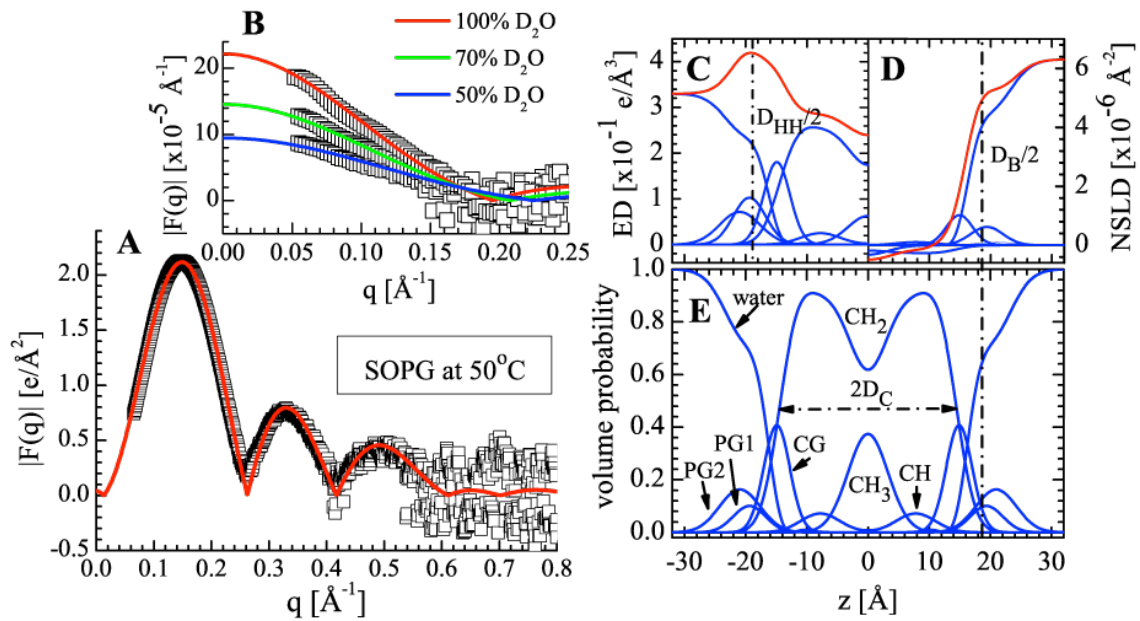 B
100% D2O
70% D2O
50% D2O
|F(q)| [x10-5 Å-1]
20
10
0
0.00 0.05 0.10 0.15 0.20 0.25
q [Å-1]
A
|F(q)| [e/Å2]
2.0
1.5
1.0
0.5
0.0
-0.5
SOPG at 50oC
0.0 0.1 0.2 0.3 0.4 0.5 0.6 0.7 0.8
q [Å-1]
C
ED [x10-1 e/Å3]
4
3
2
1
0
DHH/2
D
DB/2
6
4
2
0
NSLD [x10-6 Å-2]
E
volume probability
1.0
0.8
0.6
0.4
0.2
0.0
water
CH2
2DC
PG1
PG2
CG
CH3
CH
-30 -20 -10 0 10 20 30
z [Å]